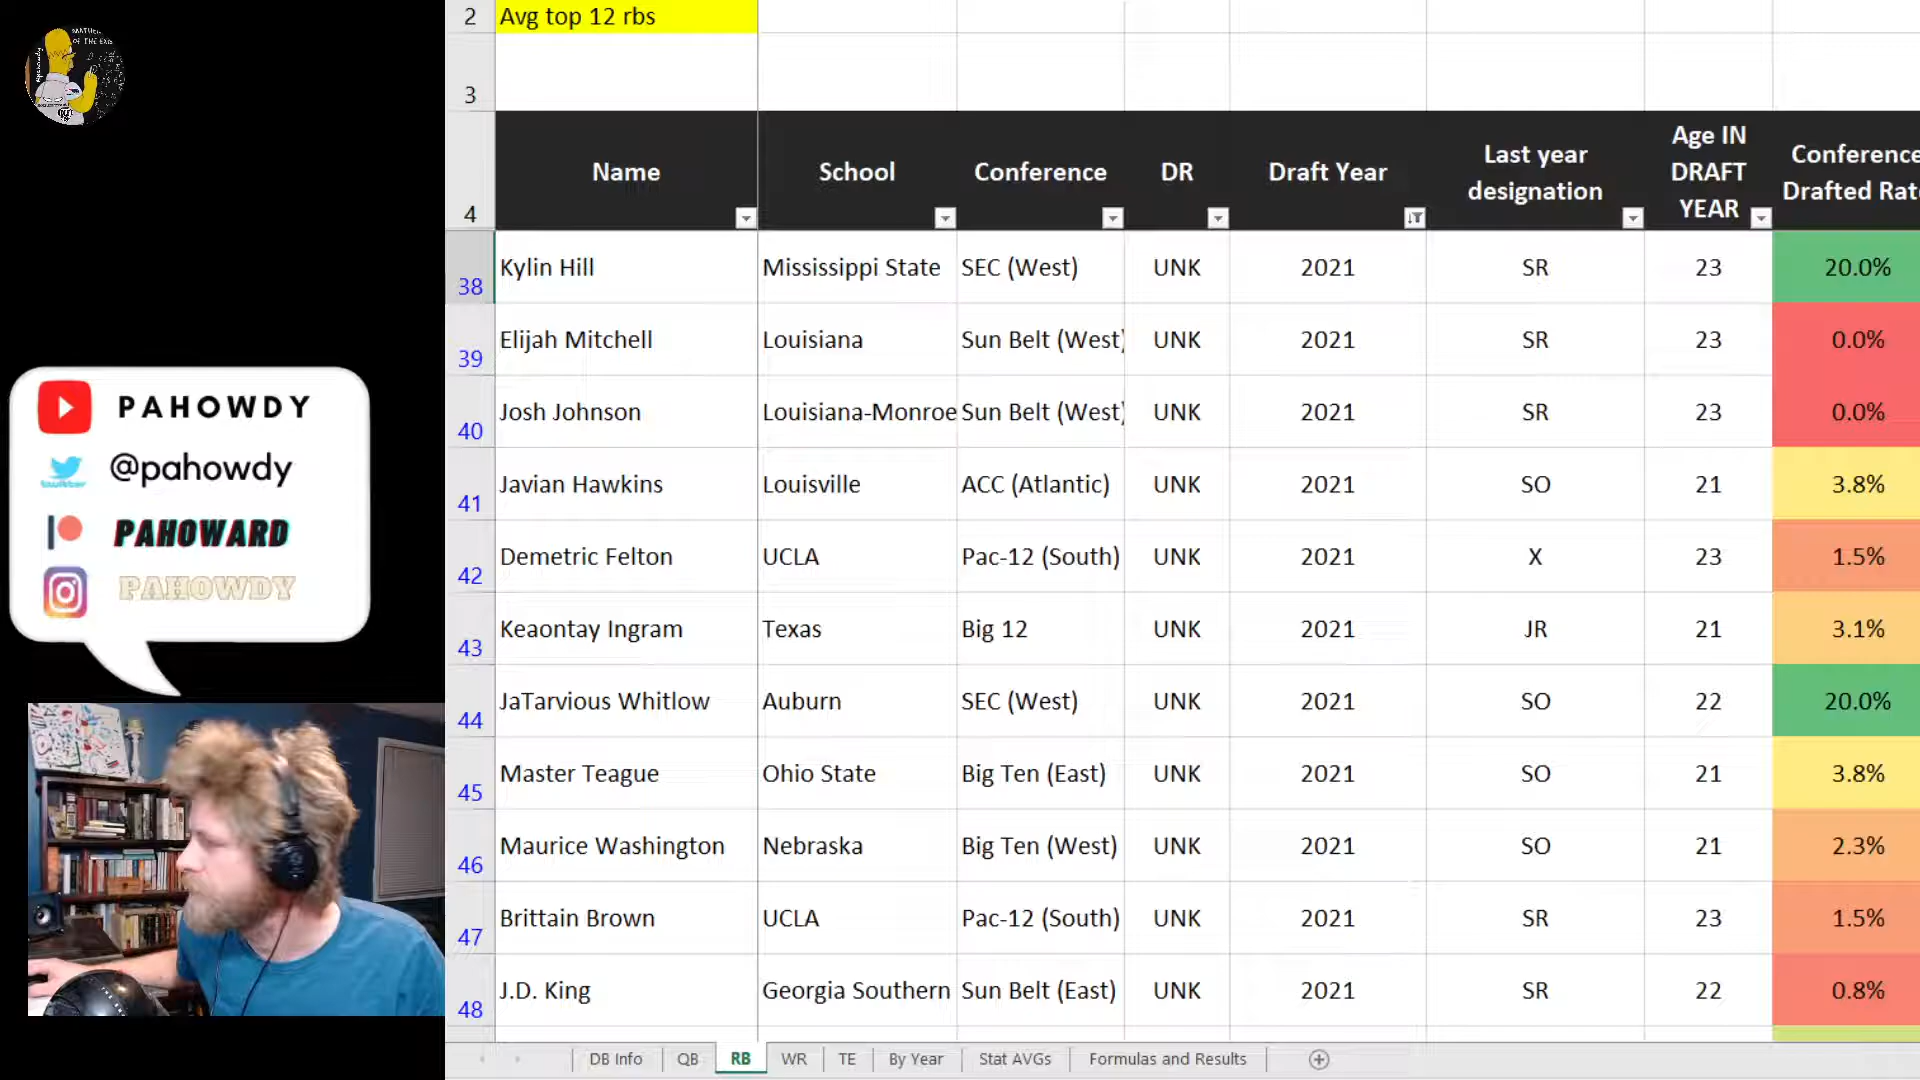 2 Avg top 12 rbs
3
4 Name School Conference DR Draft Year Last year designation Age IN DRAFT YEAR Conference Drafted Rat
38 Kylin Hill Mississippi State SEC (West) UNK 2021 SR 23 20.0%
39 Elijah Mitchell Louisiana Sun Belt (West) UNK 2021 SR 23 0.0%
40 Josh Johnson Louisiana-Monroe Sun Belt (West) UNK 2021 SR 23 0.0%
41 Javian Hawkins Louisville ACC (Atlantic) UNK 2021 SO 21 3.8%
42 Demetric Felton UCLA Pac-12 (South) UNK 2021 X 23 1.5%
43 Keaontay Ingram Texas Big 12 UNK 2021 JR 21 3.1%
44 JaTarvious Whitlow Auburn SEC (West) UNK 2021 SO 22 20.0%
45 Master Teague Ohio State Big Ten (East) UNK 2021 SO 21 3.8%
46 Maurice Washington Nebraska Big Ten (West) UNK 2021 SO 21 2.3%
47 Brittain Brown UCLA Pac-12 (South) UNK 2021 SR 23 1.5%
48 J.D. King Georgia Southern Sun Belt (East) UNK 2021 SR 22 0.8%
DB Info QB RB WR TE By Year Stat AVGs Formulas and Results
PAHOWDY
@pahowdy
PAHOWARD
PAHOWDY